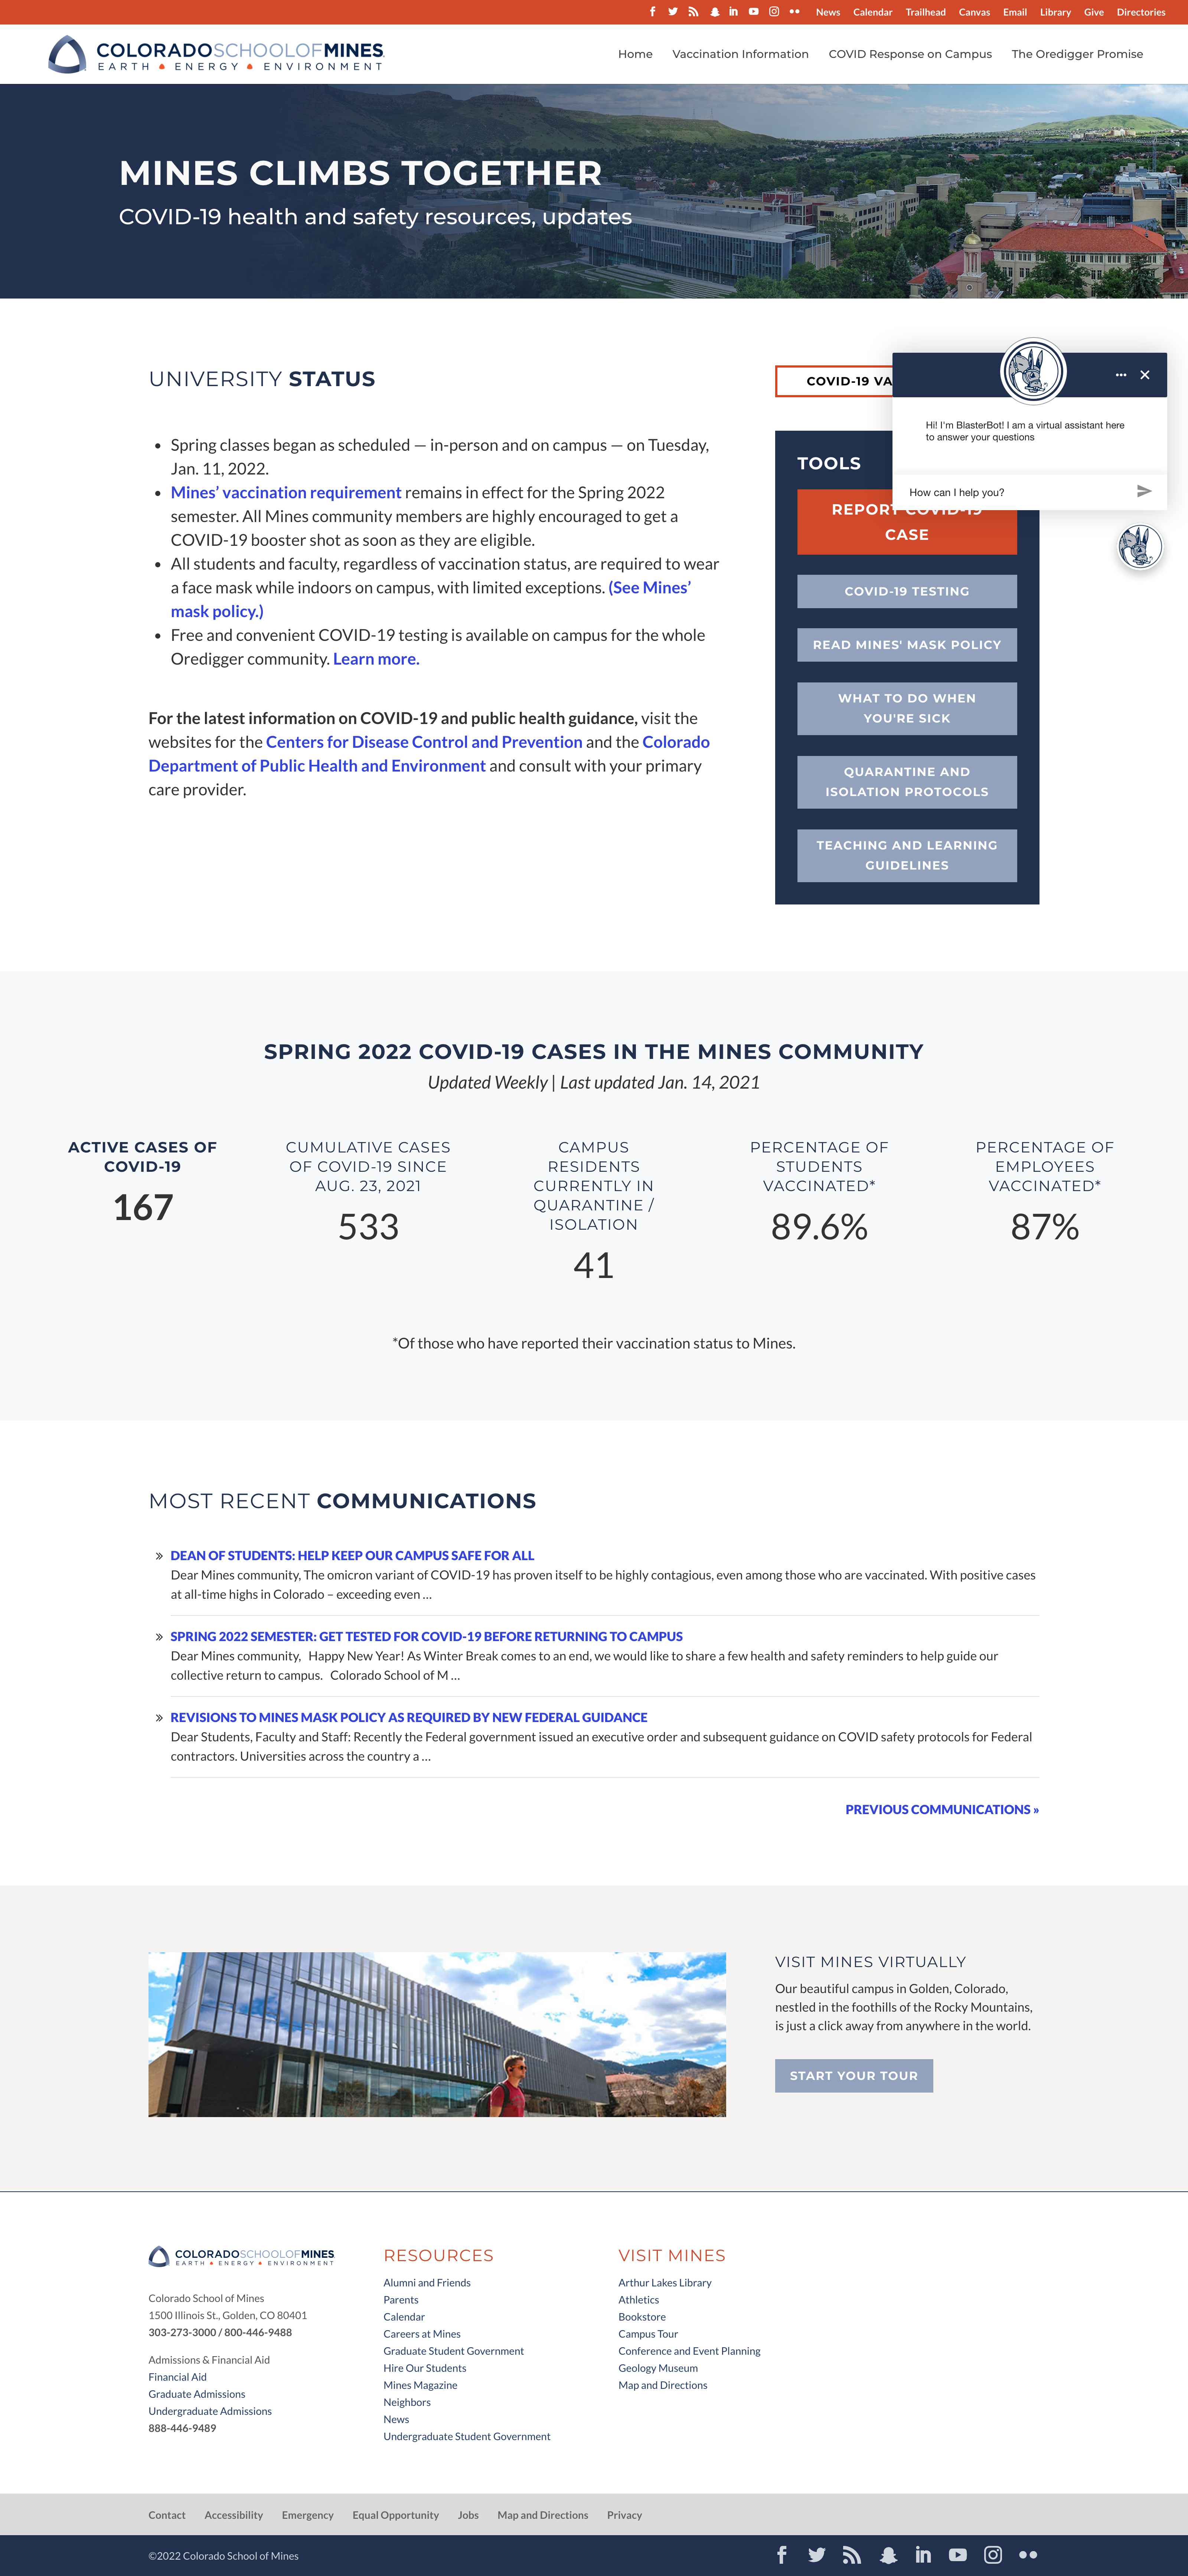 News Calendar Trailhead Canvas Email Library Give Directories
COLORADOSCHOOLOFMINES
EARTH ENERGY ENVIRONMENT
Home Vaccination Information COVID Response on Campus The Oredigger Promise
MINES CLIMBS TOGETHER
COVID-19 health and safety resources, updates
UNIVERSITY STATUS
• Spring classes began as scheduled — in-person and on campus — on Tuesday,
Jan. 11, 2022.
• Mines’ vaccination requirement remains in effect for the Spring 2022
semester. All Mines community members are highly encouraged to get a
COVID-19 booster shot as soon as they are eligible.
• All students and faculty, regardless of vaccination status, are required to wear
a face mask while indoors on campus, with limited exceptions. (See Mines’
mask policy.)
• Free and convenient COVID-19 testing is available on campus for the whole
Oredigger community. Learn more.
For the latest information on COVID-19 and public health guidance, visit the
websites for the Centers for Disease Control and Prevention and the Colorado
Department of Public Health and Environment and consult with your primary
care provider.
COVID-19 VA
Hi! I'm BlasterBot! I am a virtual assistant here
to answer your questions
How can I help you?
TOOLS
REPORT COVID-19
CASE
COVID-19 TESTING
READ MINES' MASK POLICY
WHAT TO DO WHEN
YOU'RE SICK
QUARANTINE AND
ISOLATION PROTOCOLS
TEACHING AND LEARNING
GUIDELINES
SPRING 2022 COVID-19 CASES IN THE MINES COMMUNITY
Updated Weekly | Last updated Jan. 14, 2021
ACTIVE CASES OF
COVID-19
167
CUMULATIVE CASES
OF COVID-19 SINCE
AUG. 23, 2021
533
CAMPUS
RESIDENTS
CURRENTLY IN
QUARANTINE /
ISOLATION
41
PERCENTAGE OF
STUDENTS
VACCINATED*
89.6%
PERCENTAGE OF
EMPLOYEES
VACCINATED*
87%
*Of those who have reported their vaccination status to Mines.
MOST RECENT COMMUNICATIONS
» DEAN OF STUDENTS: HELP KEEP OUR CAMPUS SAFE FOR ALL
Dear Mines community, The omicron variant of COVID-19 has proven itself to be highly contagious, even among those who are vaccinated. With positive cases
at all-time highs in Colorado – exceeding even ...
» SPRING 2022 SEMESTER: GET TESTED FOR COVID-19 BEFORE RETURNING TO CAMPUS
Dear Mines community, Happy New Year! As Winter Break comes to an end, we would like to share a few health and safety reminders to help guide our
collective return to campus. Colorado School of M ...
» REVISIONS TO MINES MASK POLICY AS REQUIRED BY NEW FEDERAL GUIDANCE
Dear Students, Faculty and Staff: Recently the Federal government issued an executive order and subsequent guidance on COVID safety protocols for Federal
contractors. Universities across the country a ...
PREVIOUS COMMUNICATIONS »
VISIT MINES VIRTUALLY
Our beautiful campus in Golden, Colorado,
nestled in the foothills of the Rocky Mountains,
is just a click away from anywhere in the world.
START YOUR TOUR
COLORADOSCHOOLOFMINES
EARTH ENERGY ENVIRONMENT
Colorado School of Mines
1500 Illinois St., Golden, CO 80401
303-273-3000 / 800-446-9488
Admissions & Financial Aid
Financial Aid
Graduate Admissions
Undergraduate Admissions
888-446-9489
RESOURCES
Alumni and Friends
Parents
Calendar
Careers at Mines
Graduate Student Government
Hire Our Students
Mines Magazine
Neighbors
News
Undergraduate Student Government
VISIT MINES
Arthur Lakes Library
Athletics
Bookstore
Campus Tour
Conference and Event Planning
Geology Museum
Map and Directions
Contact Accessibility Emergency Equal Opportunity Jobs Map and Directions Privacy
©2022 Colorado School of Mines